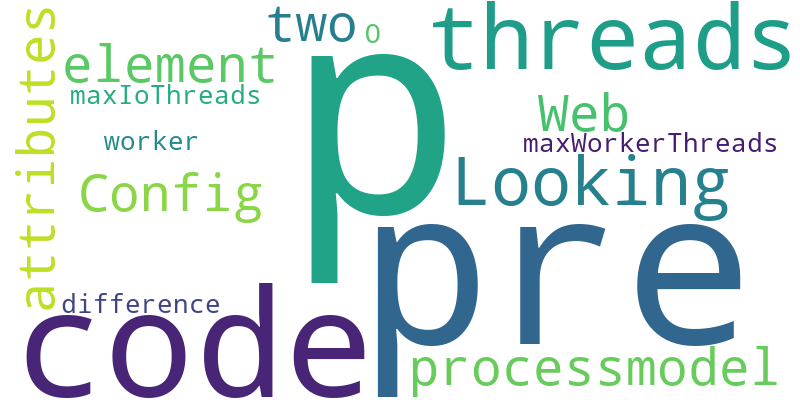 two
O
threads
attributes
element
p
maxIoThreads
Web
worker
maxWorkerThreads
Looking
Config
pre
difference
code
processmodel